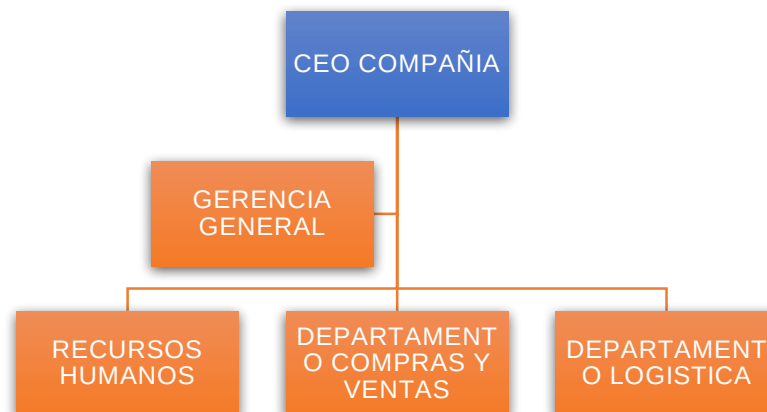 CEO COMPAÑIA
GERENCIA
GENERAL
RECURSOS
HUMANOS
DEPARTAMENT
O COMPRAS Y
VENTAS
DEPARTAMENT
O LOGISTICA